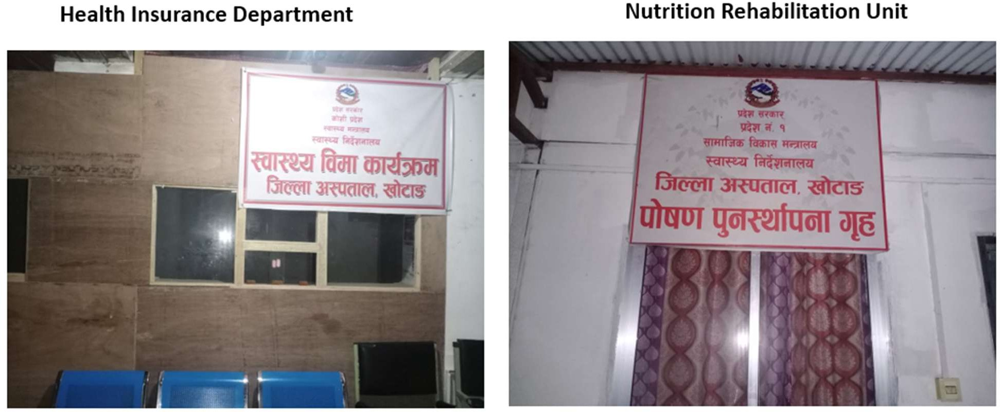 Health Insurance Department
प्रदेश सरकार
कोशी प्रदेश
स्वास्थ्य मन्त्रालय
स्वास्थ्य निर्देशनालय
स्वास्थ्य विमा कार्यक्रम
जिल्ला अस्पताल, खोटाङ
Nutrition Rehabilitation Unit
प्रदेश सरकार
प्रदेश नं. १
सामाजिक विकास मन्त्रालय
स्वास्थ्य निर्देशनालय
जिल्ला अस्पताल, खोटाङ
पोषण पुनर्स्थापना गृह